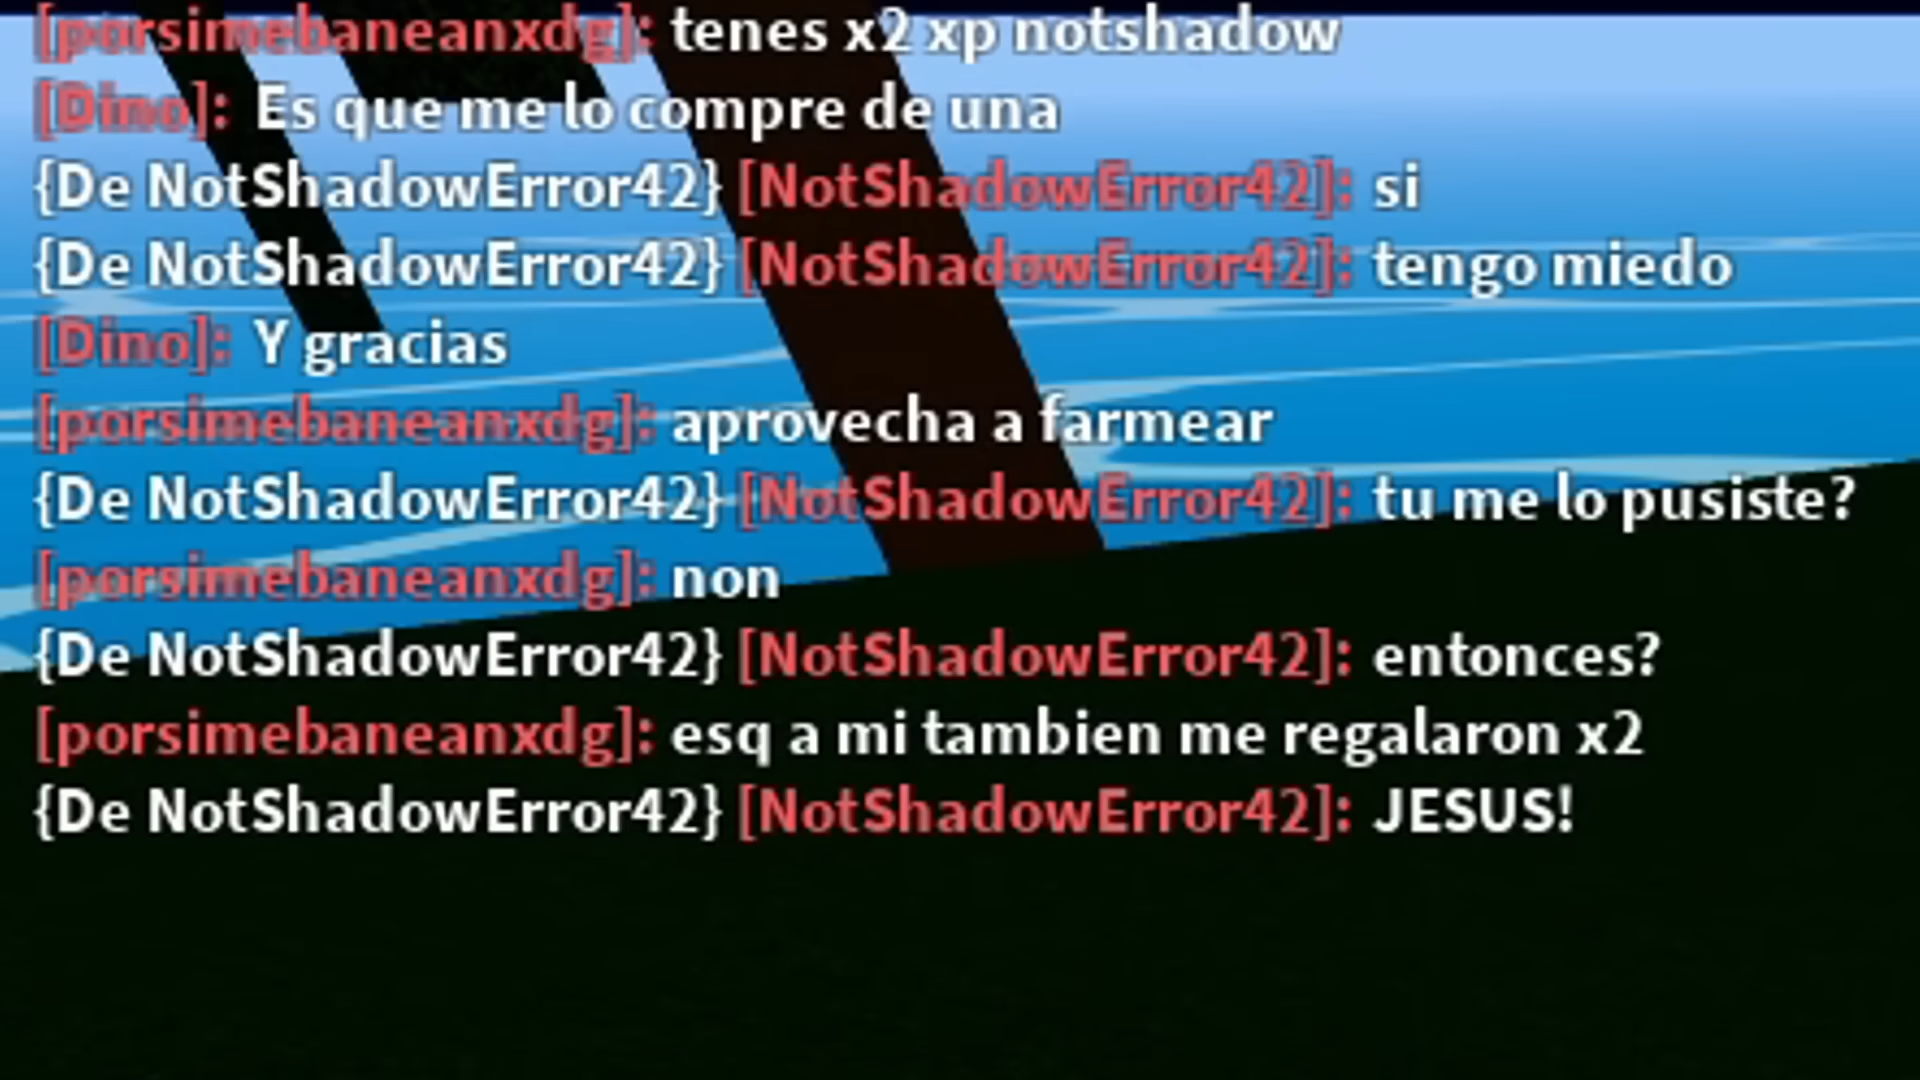 [porsimebaneanxdg]: tenes x2 xp notshadow
[Dino]: Es que me lo compre de una
{De NotShadowError42} [NotShadowError42]: si
{De NotShadowError42} [NotShadowError42]: tengo miedo
[Dino]: Y gracias
[porsimebaneanxdg]: aprovecha a farmear
{De NotShadowError42} [NotShadowError42]: tu me lo pusiste?
[porsimebaneanxdg]: non
{De NotShadowError42} [NotShadowError42]: entonces?
[porsimebaneanxdg]: esq a mi tambien me regalaron x2
{De NotShadowError42} [NotShadowError42]: JESUS!